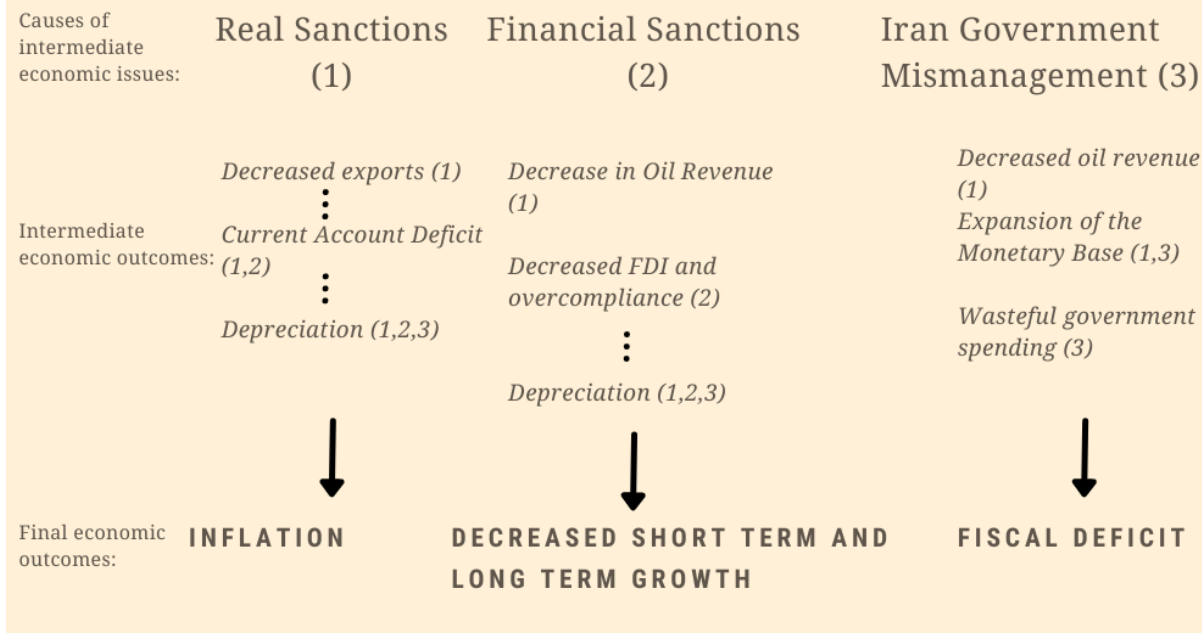 Causes of
intermediate
economic issues:
Real Sanctions
(1)
Financial Sanctions
(2)
Iran Government
Mismanagement (3)
Intermediate
economic outcomes:
Decreased exports (1)
Current Account Deficit
(1,2)
Depreciation (1,2,3)
Decrease in Oil Revenue
(1)
Decreased FDI and
overcompliance (2)
Depreciation (1,2,3)
Decreased oil revenue
(1)
Expansion of the
Monetary Base (1,3)
Wasteful government
spending (3)
Final economic
outcomes:
INFLATION
DECREASED SHORT TERM AND
LONG TERM GROWTH
FISCAL DEFICIT